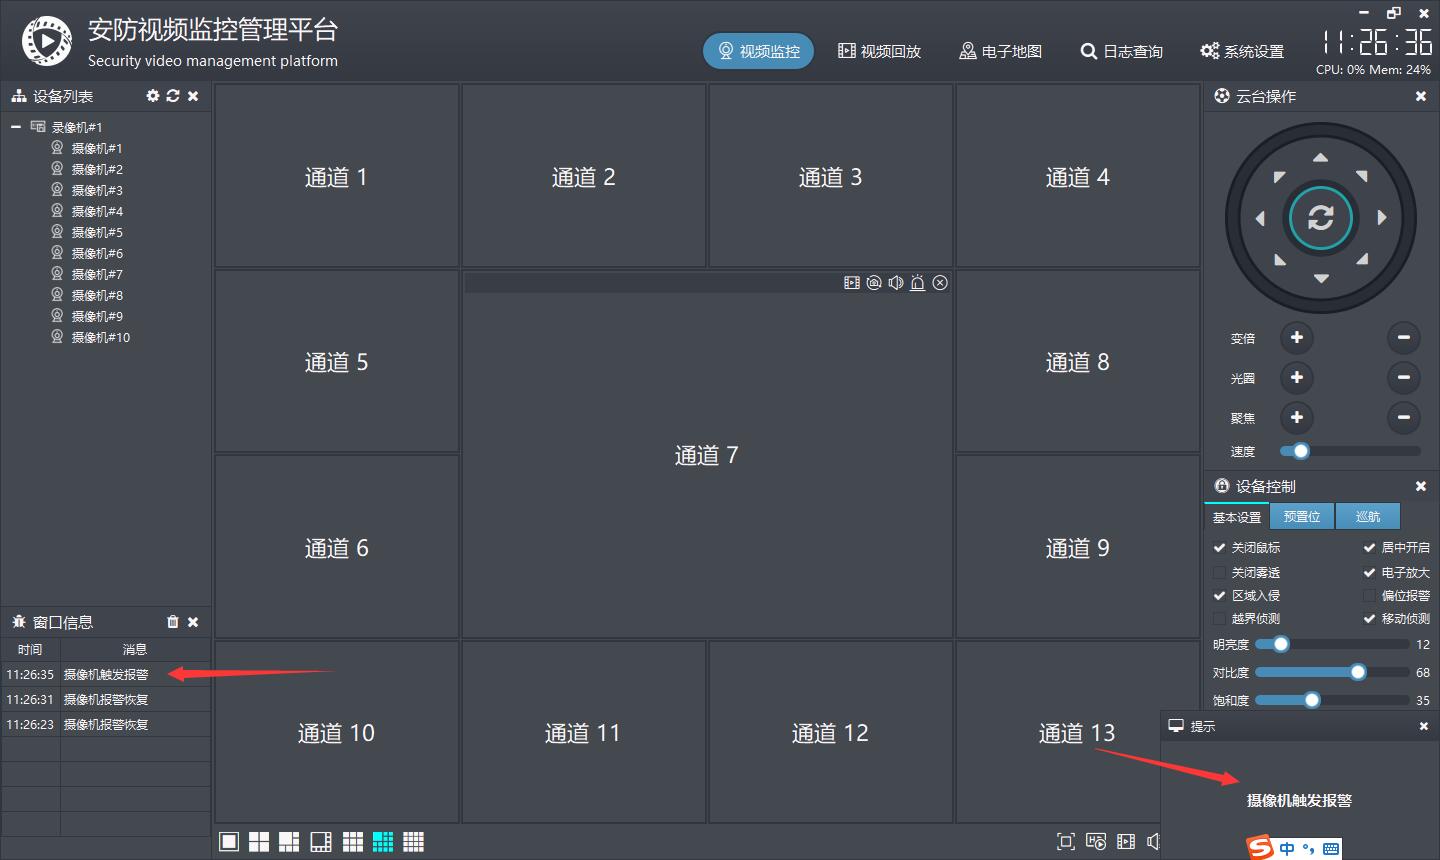 安防视频监控管理平台
Security video management platform
视频监控
视频回放
电子地图
日志查询
系统设置
11:26:36
CPU: 0% Mem: 24%
设备列表
录像机#1
摄像机#1
摄像机#2
摄像机#3
摄像机#4
摄像机#5
摄像机#6
摄像机#7
摄像机#8
摄像机#9
摄像机#10
窗口信息
时间 消息
11:26:35 摄像机触发报警
11:26:31 摄像机报警恢复
11:26:23 摄像机报警恢复
通道 1
通道 2
通道 3
通道 4
通道 5
通道 8
通道 7
通道 6
通道 9
通道 10
通道 11
通道 12
通道 13
云台操作
变倍
光圈
聚焦
速度
设备控制
基本设置 预置位 巡航
关闭鼠标 居中开启
关闭雾透 电子放大
区域入侵 偏位报警
越界侦测 移动侦测
明亮度 12
对比度 68
饱和度 35
提示
摄像机触发报警
S 中